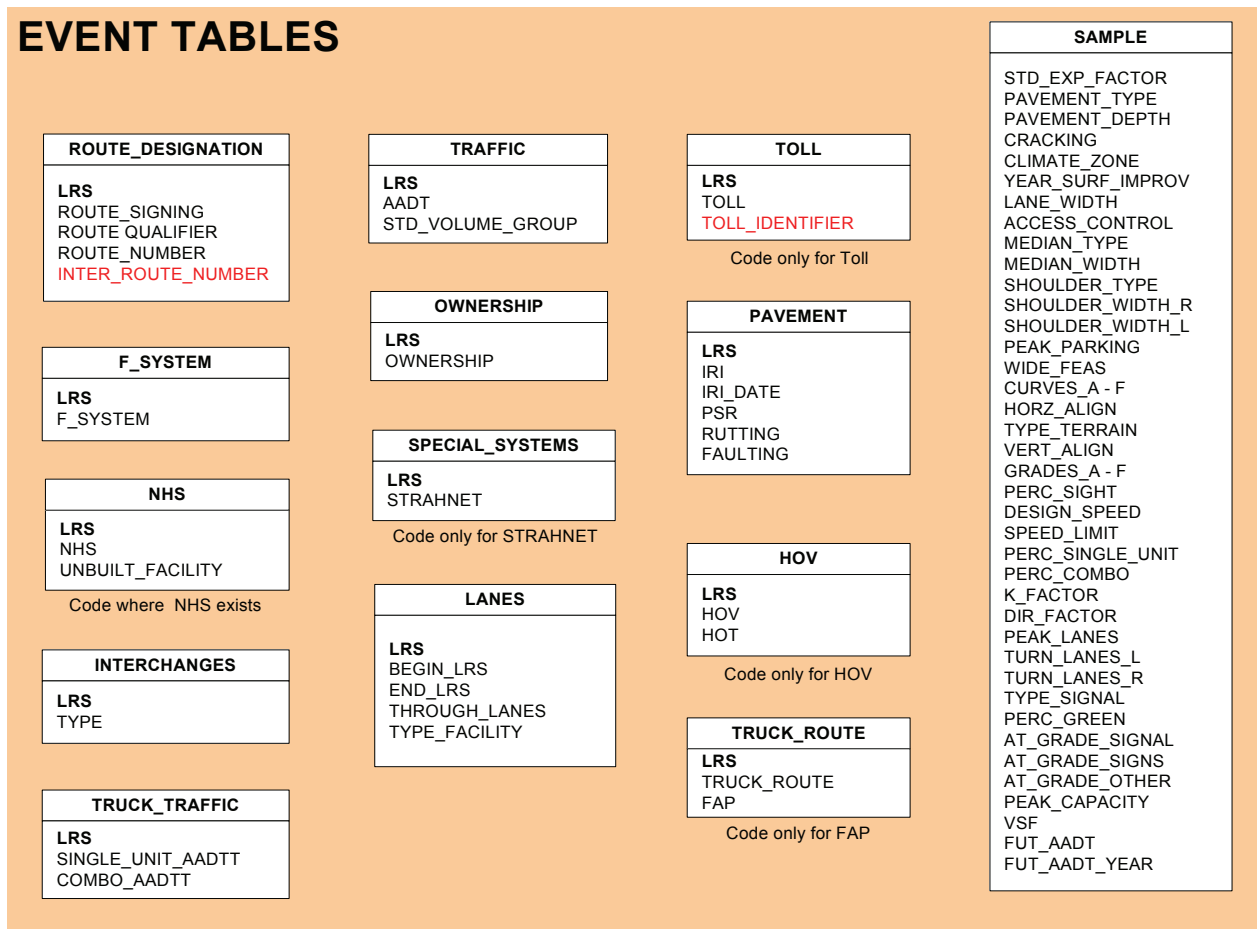 EVENT TABLES
ROUTE_DESIGNATION
LRS
ROUTE_SIGNING
ROUTE QUALIFIER
ROUTE_NUMBER
INTER_ROUTE_NUMBER
F_SYSTEM
LRS
F_SYSTEM
NHS
LRS
NHS
UNBUILT_FACILITY
Code where NHS exists
INTERCHANGES
LRS
TYPE
TRUCK_TRAFFIC
LRS
SINGLE_UNIT_AADTT
COMBO_AADTT
TRAFFIC
LRS
AADT
STD_VOLUME_GROUP
OWNERSHIP
LRS
OWNERSHIP
SPECIAL_SYSTEMS
LRS
STRAHNET
Code only for STRAHNET
LANES
LRS
BEGIN_LRS
END_LRS
THROUGH_LANES
TYPE_FACILITY
TOLL
LRS
TOLL
TOLL_IDENTIFIER
Code only for Toll
PAVEMENT
LRS
IRI
IRI_DATE
PSR
RUTTING
FAULTING
HOV
LRS
HOV
HOT
Code only for HOV
TRUCK_ROUTE
LRS
TRUCK_ROUTE
FAP
Code only for FAP
SAMPLE
STD_EXP_FACTOR
PAVEMENT_TYPE
PAVEMENT_DEPTH
CRACKING
CLIMATE_ZONE
YEAR_SURF_IMPROV
LANE_WIDTH
ACCESS_CONTROL
MEDIAN_TYPE
MEDIAN_WIDTH
SHOULDER_TYPE
SHOULDER_WIDTH_R
SHOULDER_WIDTH_L
PEAK_PARKING
WIDE_FEAS
CURVES_A - F
HORZ_ALIGN
TYPE_TERRAIN
VERT_ALIGN
GRADES_A - F
PERC_SIGHT
DESIGN_SPEED
SPEED_LIMIT
PERC_SINGLE_UNIT
PERC_COMBO
K_FACTOR
DIR_FACTOR
PEAK_LANES
TURN_LANES_L
TURN_LANES_R
TYPE_SIGNAL
PERC_GREEN
AT_GRADE_SIGNAL
AT_GRADE_SIGNS
AT_GRADE_OTHER
PEAK_CAPACITY
VSF
FUT_AADT
FUT_AADT_YEAR